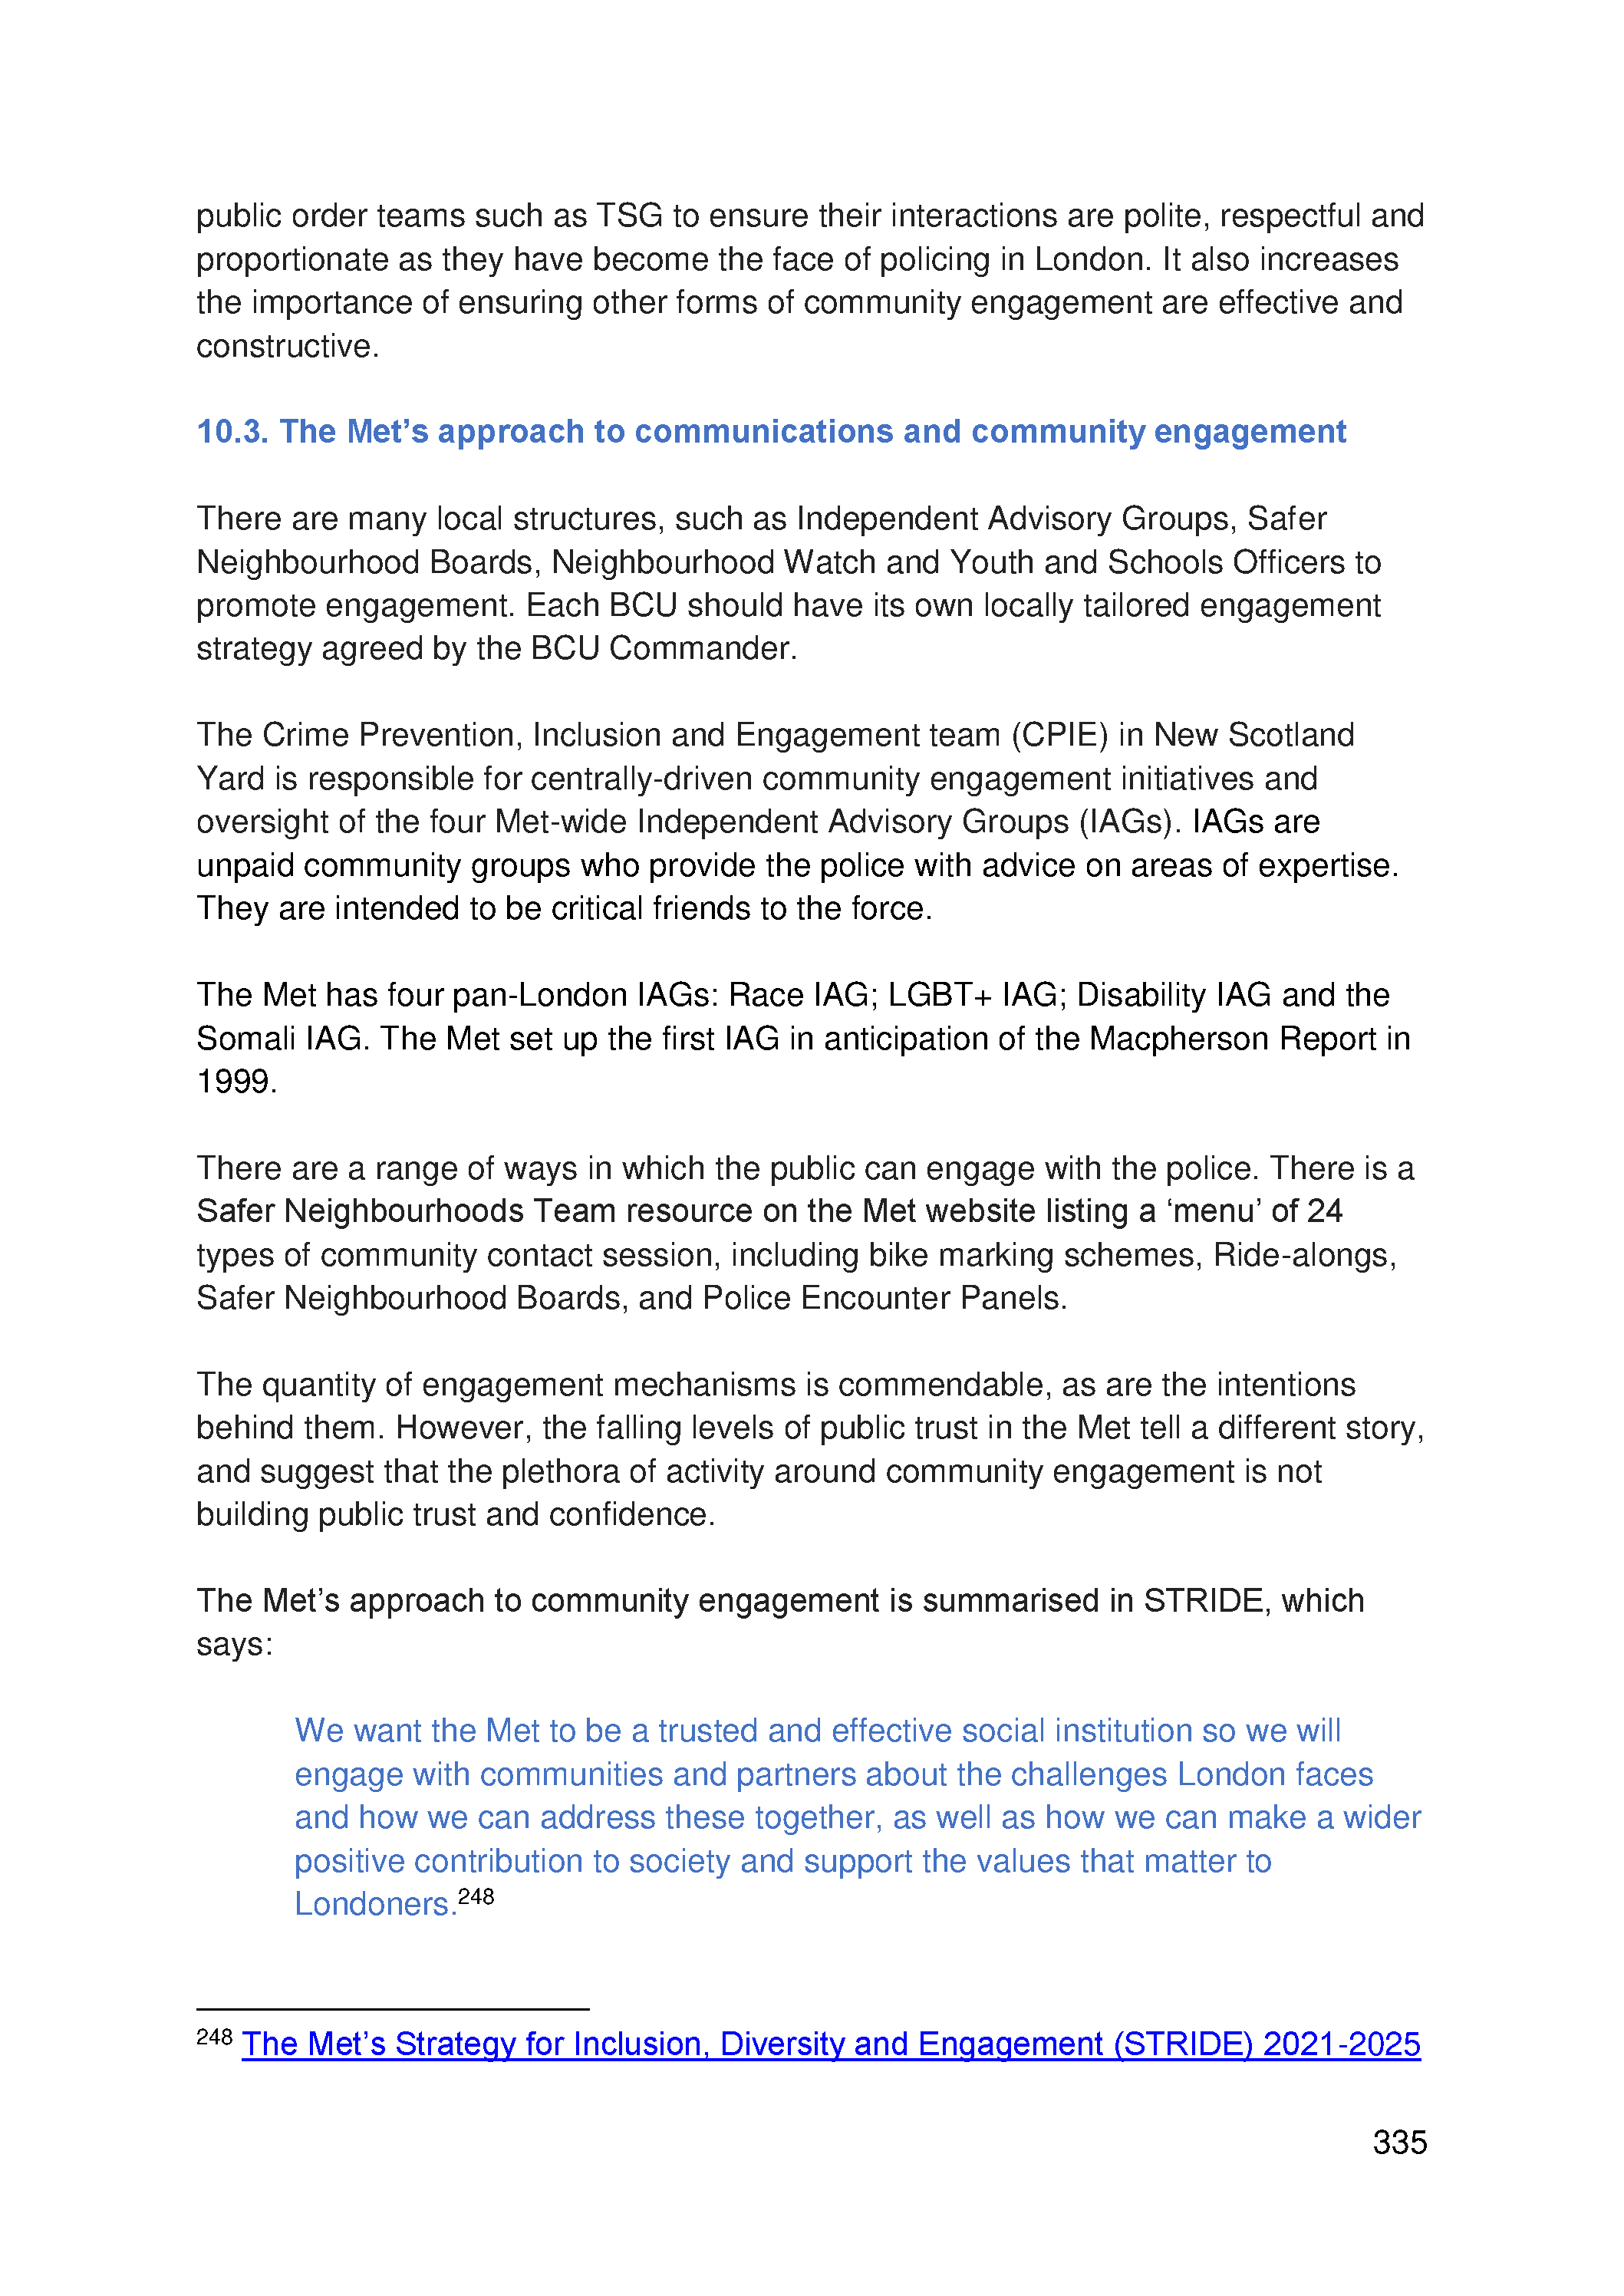 public order teams such as TSG to ensure their interactions are polite, respectful and
proportionate as they have become the face of policing in London. It also increases
the importance of ensuring other forms of community engagement are effective and
constructive.
10.3. The Met’s approach to communications and community engagement
There are many local structures, such as Independent Advisory Groups, Safer
Neighbourhood Boards, Neighbourhood Watch and Youth and Schools Officers to
promote engagement. Each BCU should have its own locally tailored engagement
strategy agreed by the BCU Commander.
The Crime Prevention, Inclusion and Engagement team (CPIE) in New Scotland
Yard is responsible for centrally-driven community engagement initiatives and
oversight of the four Met-wide Independent Advisory Groups (IAGs). IAGs are
unpaid community groups who provide the police with advice on areas of expertise.
They are intended to be critical friends to the force.
The Met has four pan-London IAGs: Race IAG; LGBT+ IAG; Disability IAG and the
Somali IAG. The Met set up the first IAG in anticipation of the Macpherson Report in
1999.
There are a range of ways in which the public can engage with the police. There is a
Safer Neighbourhoods Team resource on the Met website listing a ‘menu’ of 24
types of community contact session, including bike marking schemes, Ride-alongs,
Safer Neighbourhood Boards, and Police Encounter Panels.
The quantity of engagement mechanisms is commendable, as are the intentions
behind them. However, the falling levels of public trust in the Met tell a different story,
and suggest that the plethora of activity around community engagement is not
building public trust and confidence.
The Met’s approach to community engagement is summarised in STRIDE, which
says:
We want the Met to be a trusted and effective social institution so we will
engage with communities and partners about the challenges London faces
and how we can address these together, as well as how we can make a wider
positive contribution to society and support the values that matter to
Londoners.248
248 The Met’s Strategy for Inclusion, Diversity and Engagement (STRIDE) 2021-2025
335